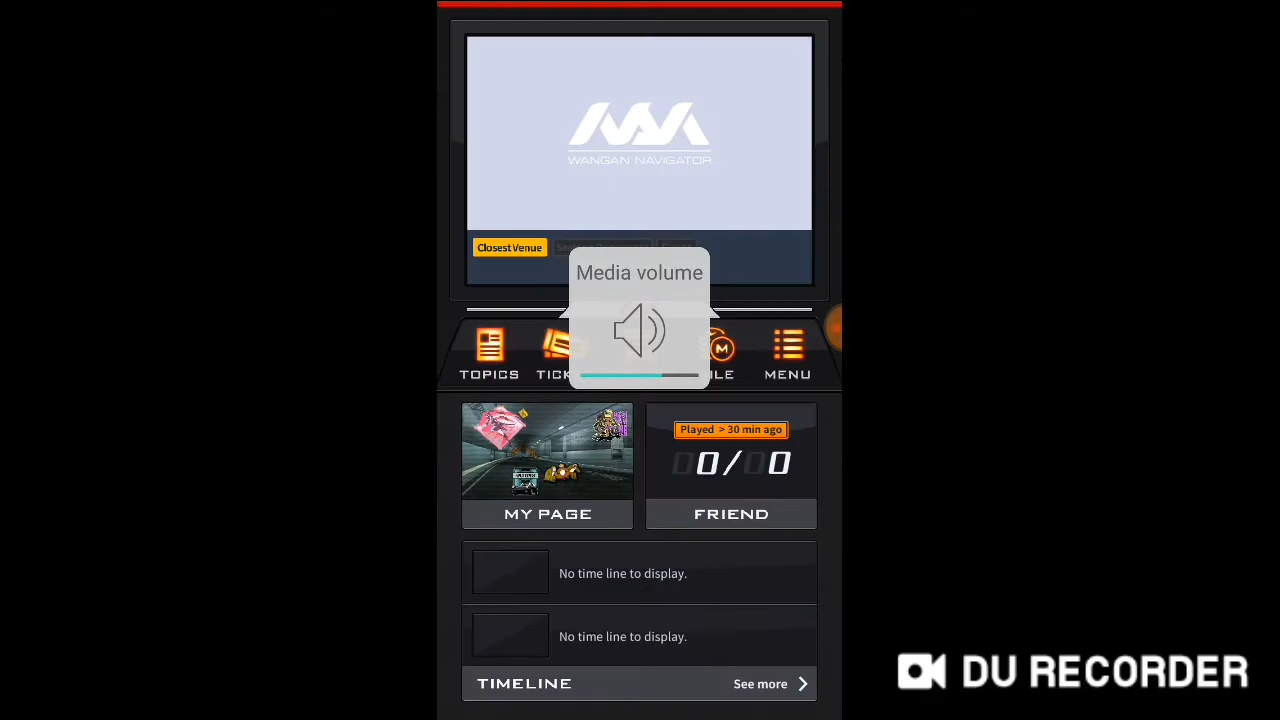 WANGAN NAVIGATOR
Closest Venue
Media volume
TOPICS
MENU
Played > 30 min ago
0/0
MY PAGE
FRIEND
No time line to display.
No time line to display.
TIMELINE
See more
DU RECORDER